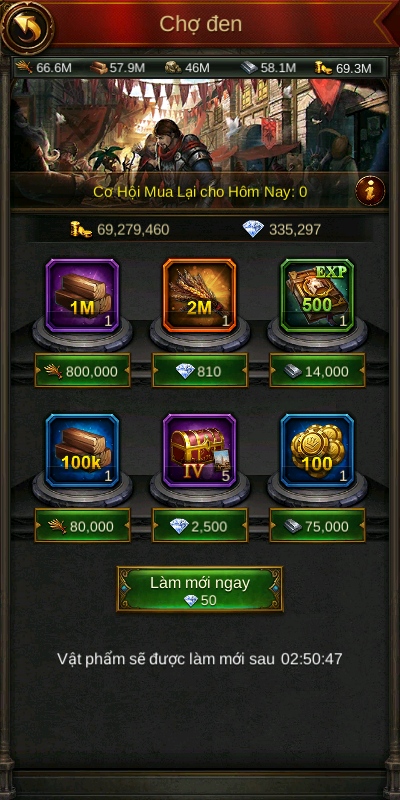 Chợ đen
66.6M 57.9M 46M 58.1M 69.3M
Cơ Hội Mua Lại cho Hôm Nay: 0
69,279,460 335,297
1M 1 2M 1 EXP 500 1
800,000 810 14,000
100k 1 IV 5 100 1
80,000 2,500 75,000
Làm mới ngay
50
Vật phẩm sẽ được làm mới sau 02:50:47